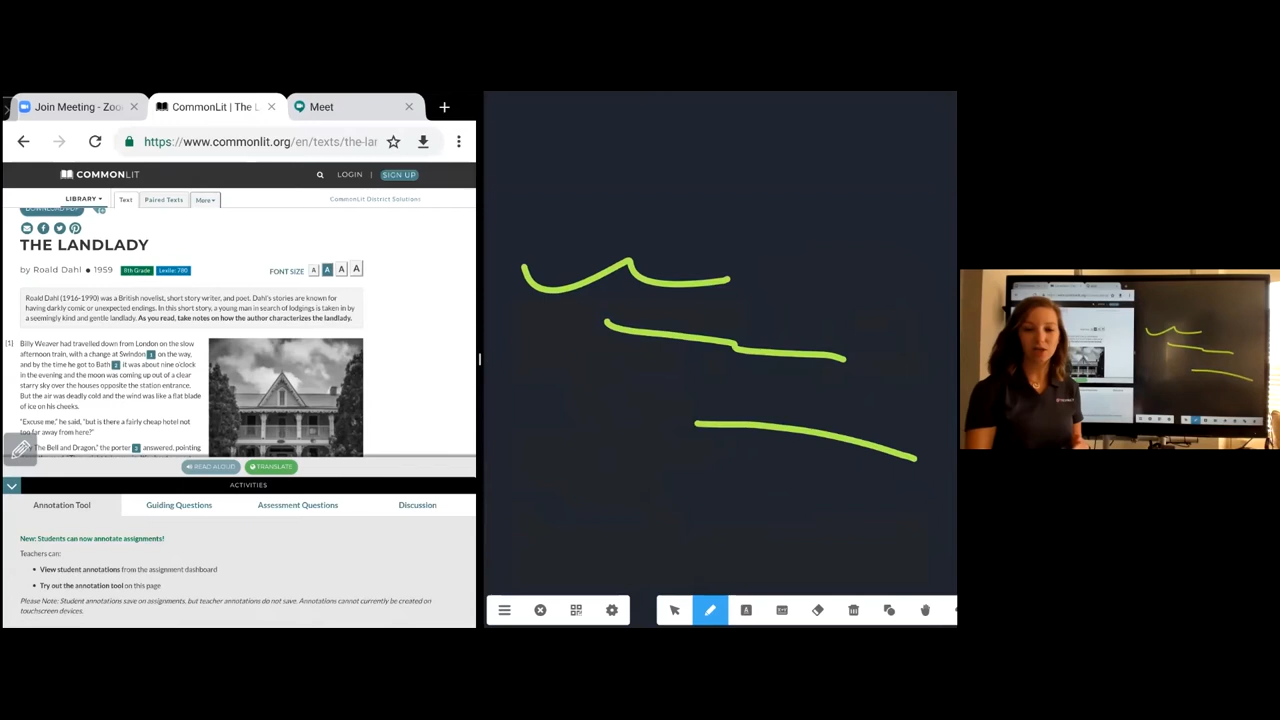 Join Meeting - Zoo
CommonLit | The L
Meet
https://www.commonlit.org/en/texts/the-lar
COMMONLIT
LOGIN | SIGN UP
LIBRARY
Text
Paired Texts
More
CommonLit District Solutions
DOWNLOAD PDF
THE LANDLADY
by Roald Dahl • 1959
8th Grade
Lexile: 780
FONT SIZE A A A A
Roald Dahl (1916-1990) was a British novelist, short story writer, and poet. Dahl's stories are known for
having darkly comic or unexpected endings. In this short story, a young man in search of lodgings is taken in by
a seemingly kind and gentle landlady. As you read, take notes on how the author characterizes the landlady.
[1] Billy Weaver had travelled down from London on the slow
afternoon train, with a change at Swindon 1 on the way,
and by the time he got to Bath 2 it was about nine o'clock
in the evening and the moon was coming up out of a clear
starry sky over the houses opposite the station entrance.
But the air was deadly cold and the wind was like a flat blade
of ice on his cheeks.
"Excuse me," he said, "but is there a fairly cheap hotel not
too far away from here?"
The Bell and Dragon," the porter 3 answered, pointing
READ ALOUD
TRANSLATE
ACTIVITIES
Annotation Tool
Guiding Questions
Assessment Questions
Discussion
New: Students can now annotate assignments!
Teachers can:
• View student annotations from the assignment dashboard
• Try out the annotation tool on this page
Please Note: Student annotations save on assignments, but teacher annotations do not save. Annotations cannot currently be created on
touchscreen devices.